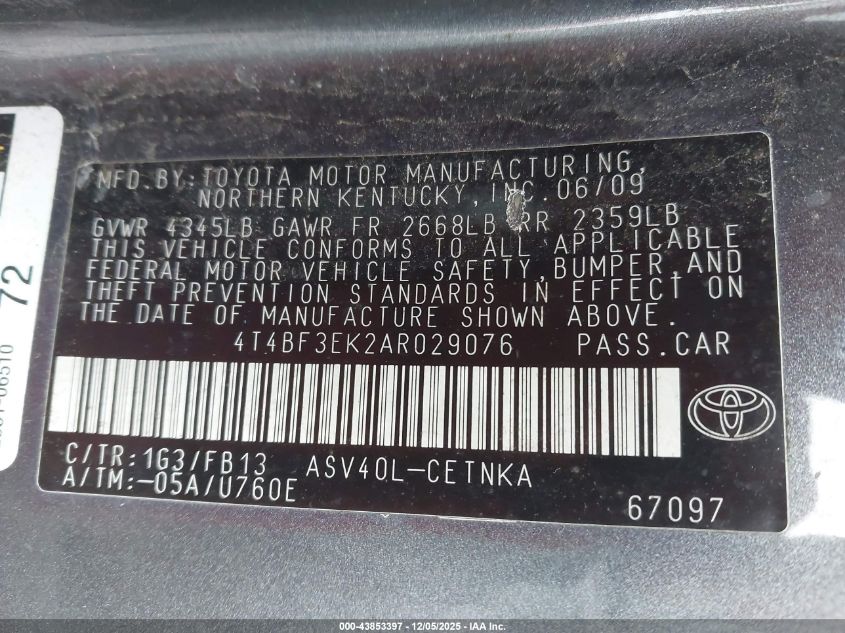 MFD.BY:TOYOTA MOTOR MANUFACTURING,
NORTHERN KENTUCKY, INC. 06/09
GVWR 4345LB GAWR FR 2668LB RR 2359LB
THIS VEHICLE CONFORMS TO ALL APPLICABLE
FEDERAL MOTOR VEHICLE SAFETY, BUMPER, AND
THEFT PREVENTION STANDARDS IN EFFECT ON
THE DATE OF MANUFACTURE SHOWN ABOVE.
4T4BF3EK2AR029076 PASS.CAR
C/TR:1G3/FB13 ASV40L-CETNKA
A/TM:-05A/U760E
67097
72
000-43853397 12/05/2025 - IAAI.COM